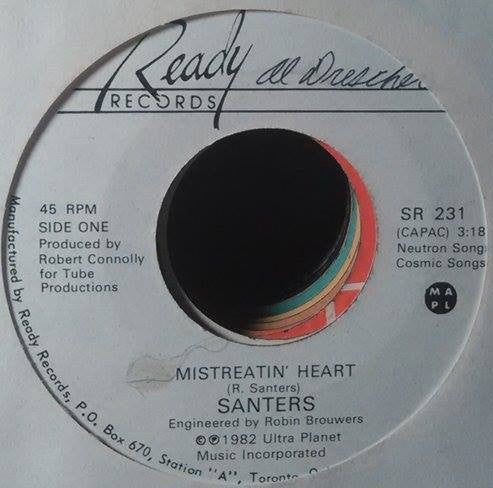 Ready
RECORDS
al Drescher
45 RPM
SIDE ONE
Produced by
Robert Connolly
for Tube
Productions
SR 231
(CAPAC) 3:18
Neutron Song
Cosmic Songs
M A
P L
MISTREATIN' HEART
(R. Santers)
SANTERS
Engineered by Robin Brouwers
©℗1982 Ultra Planet
Music Incorporated
Manufactured by Ready Records, P.O. Box 670, Station "A", Toronto